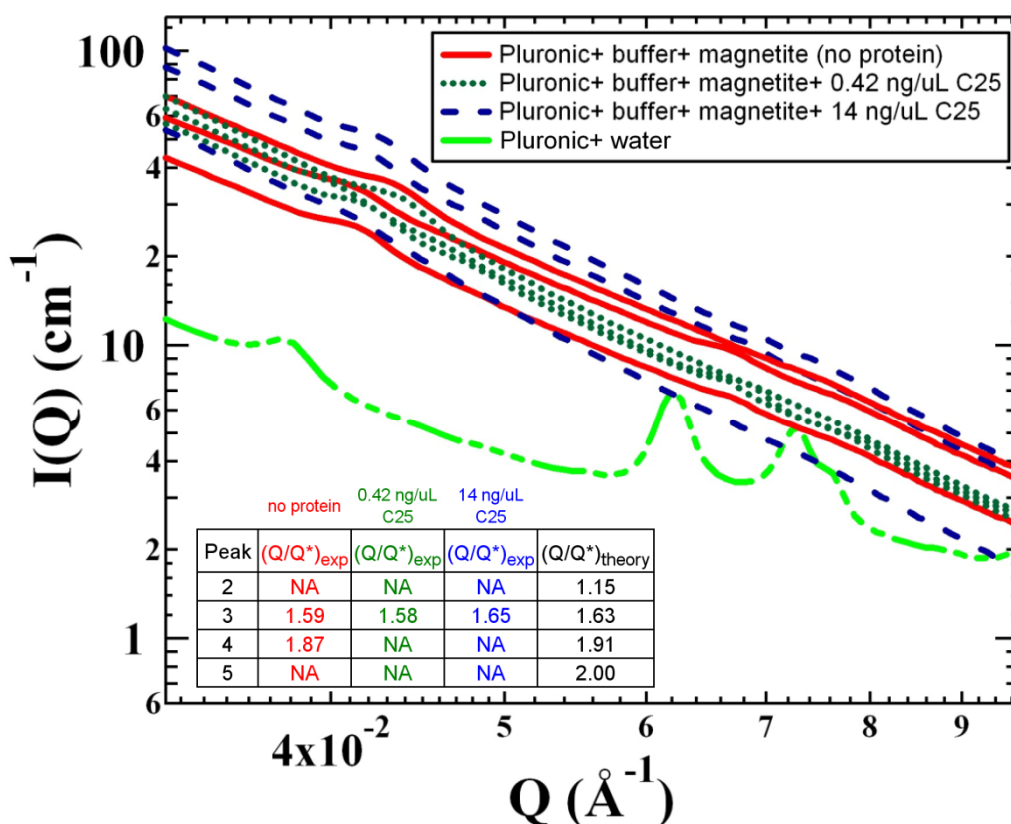 Pluronic+ buffer+ magnetite (no protein)
Pluronic+ buffer+ magnetite+ 0.42 ng/uL C25
Pluronic+ buffer+ magnetite+ 14 ng/uL C25
Pluronic+ water
I(Q) (cm⁻¹)
100
6
4
2
10
6
4
2
1
6
no protein 0.42 ng/uL C25 14 ng/uL C25
Peak (Q/Q*)exp (Q/Q*)exp (Q/Q*)exp (Q/Q*)theory
2 NA NA NA 1.15
3 1.59 1.58 1.65 1.63
4 1.87 NA NA 1.91
5 NA NA NA 2.00
4x10⁻² 5 6 7 8 9
Q (Å⁻¹)